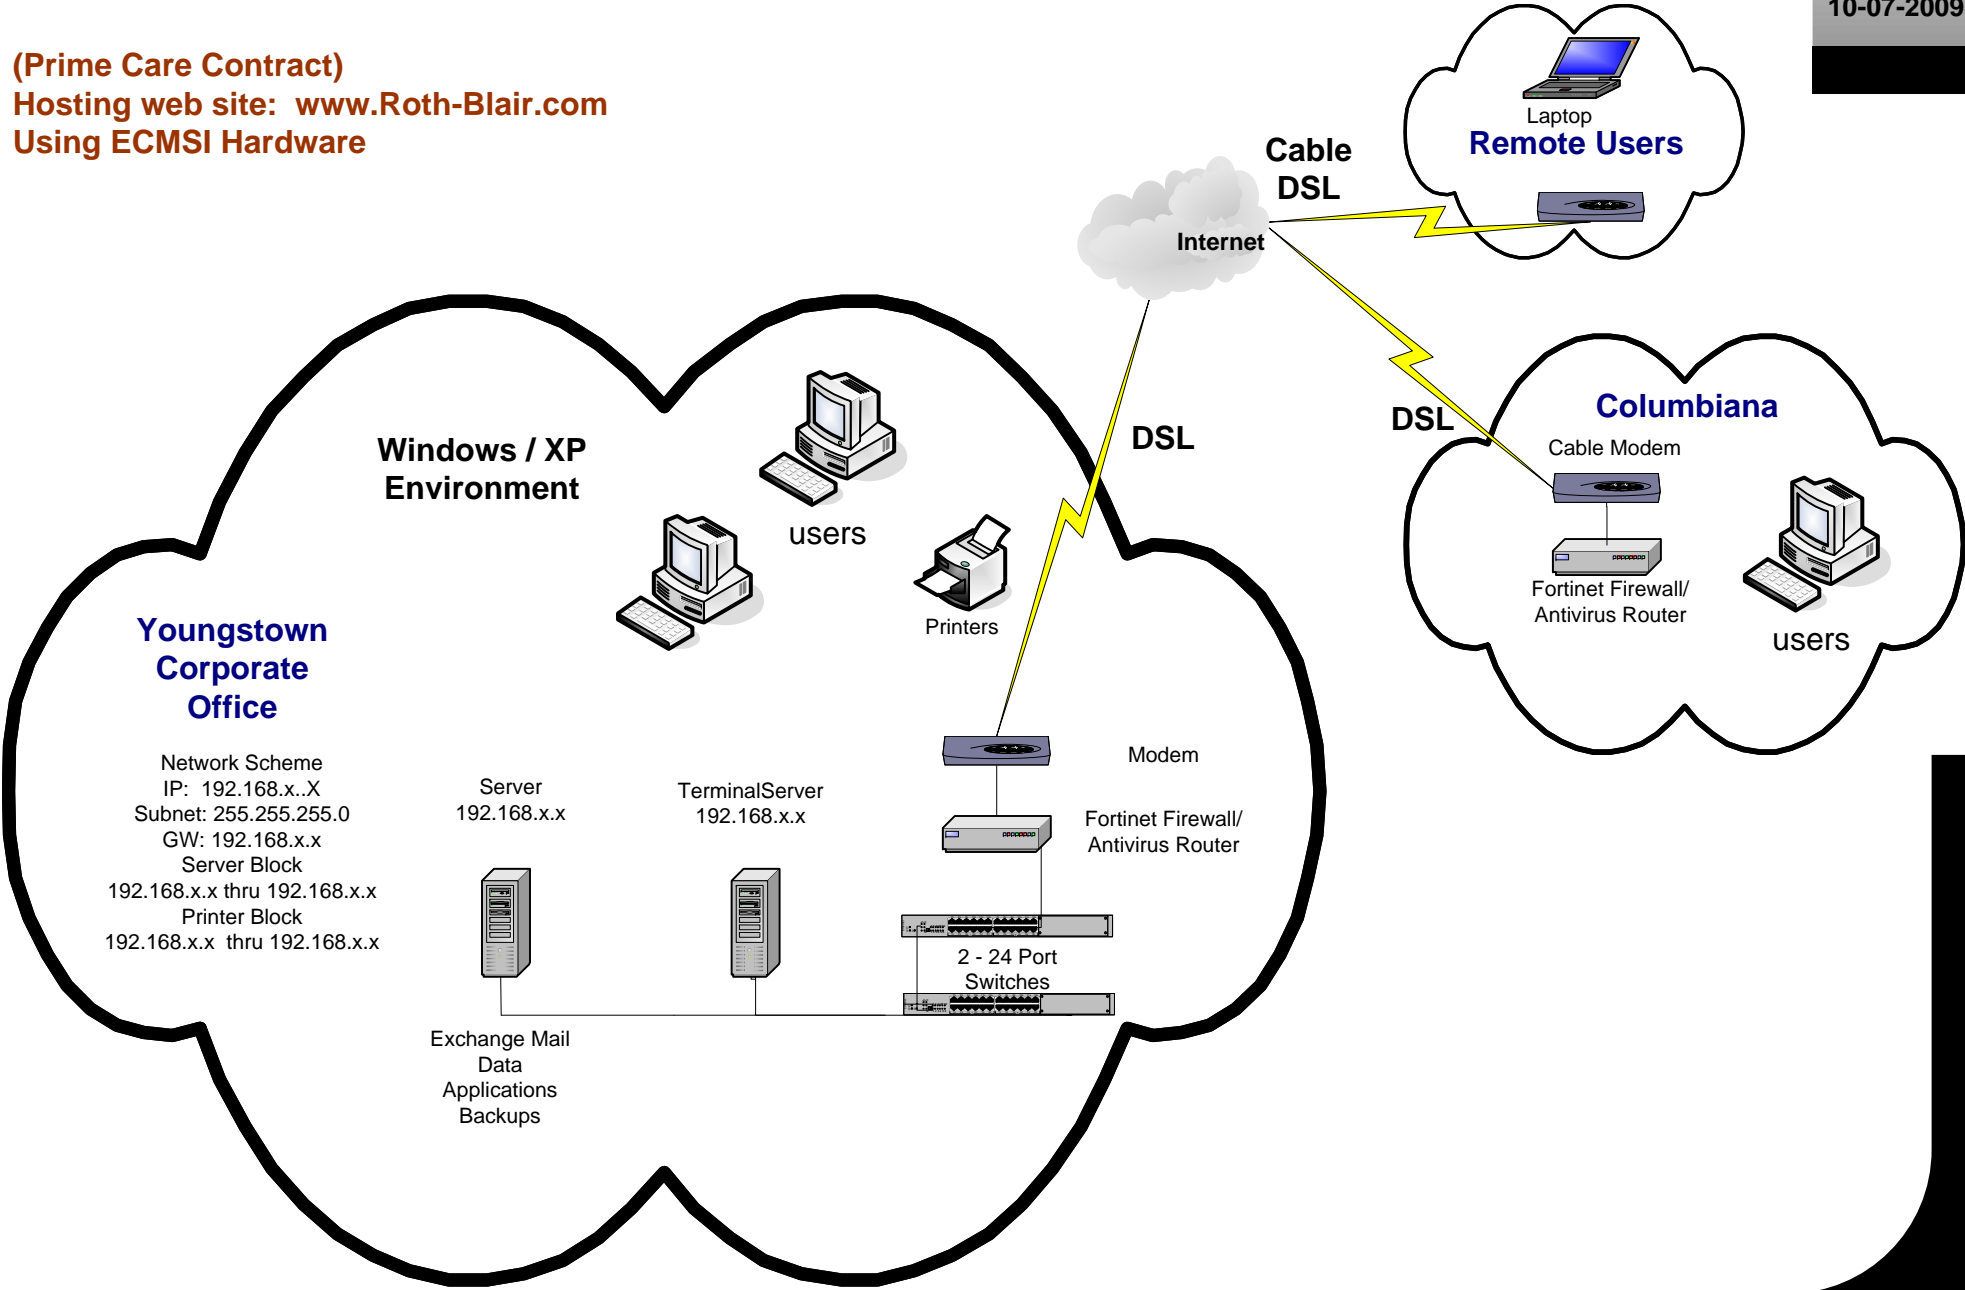 10-07-2009
(Prime Care Contract)
Hosting web site:  www.Roth-Blair.com
Using ECMSI Hardware
Laptop
Remote Users
Cable
DSL
Internet
Columbiana
Cable Modem
DSL
Fortinet Firewall/
Antivirus Router
users
DSL
Windows / XP
Environment
users
Printers
Youngstown
Corporate
Office
Network Scheme
IP:  192.168.x..X
Subnet: 255.255.255.0
GW: 192.168.x.x
Server Block
192.168.x.x thru 192.168.x.x
Printer Block
192.168.x.x  thru 192.168.x.x
Server
192.168.x.x
TerminalServer
192.168.x.x
Modem
Fortinet Firewall/
Antivirus Router
2 - 24 Port
Switches
Exchange Mail
Data
Applications
Backups